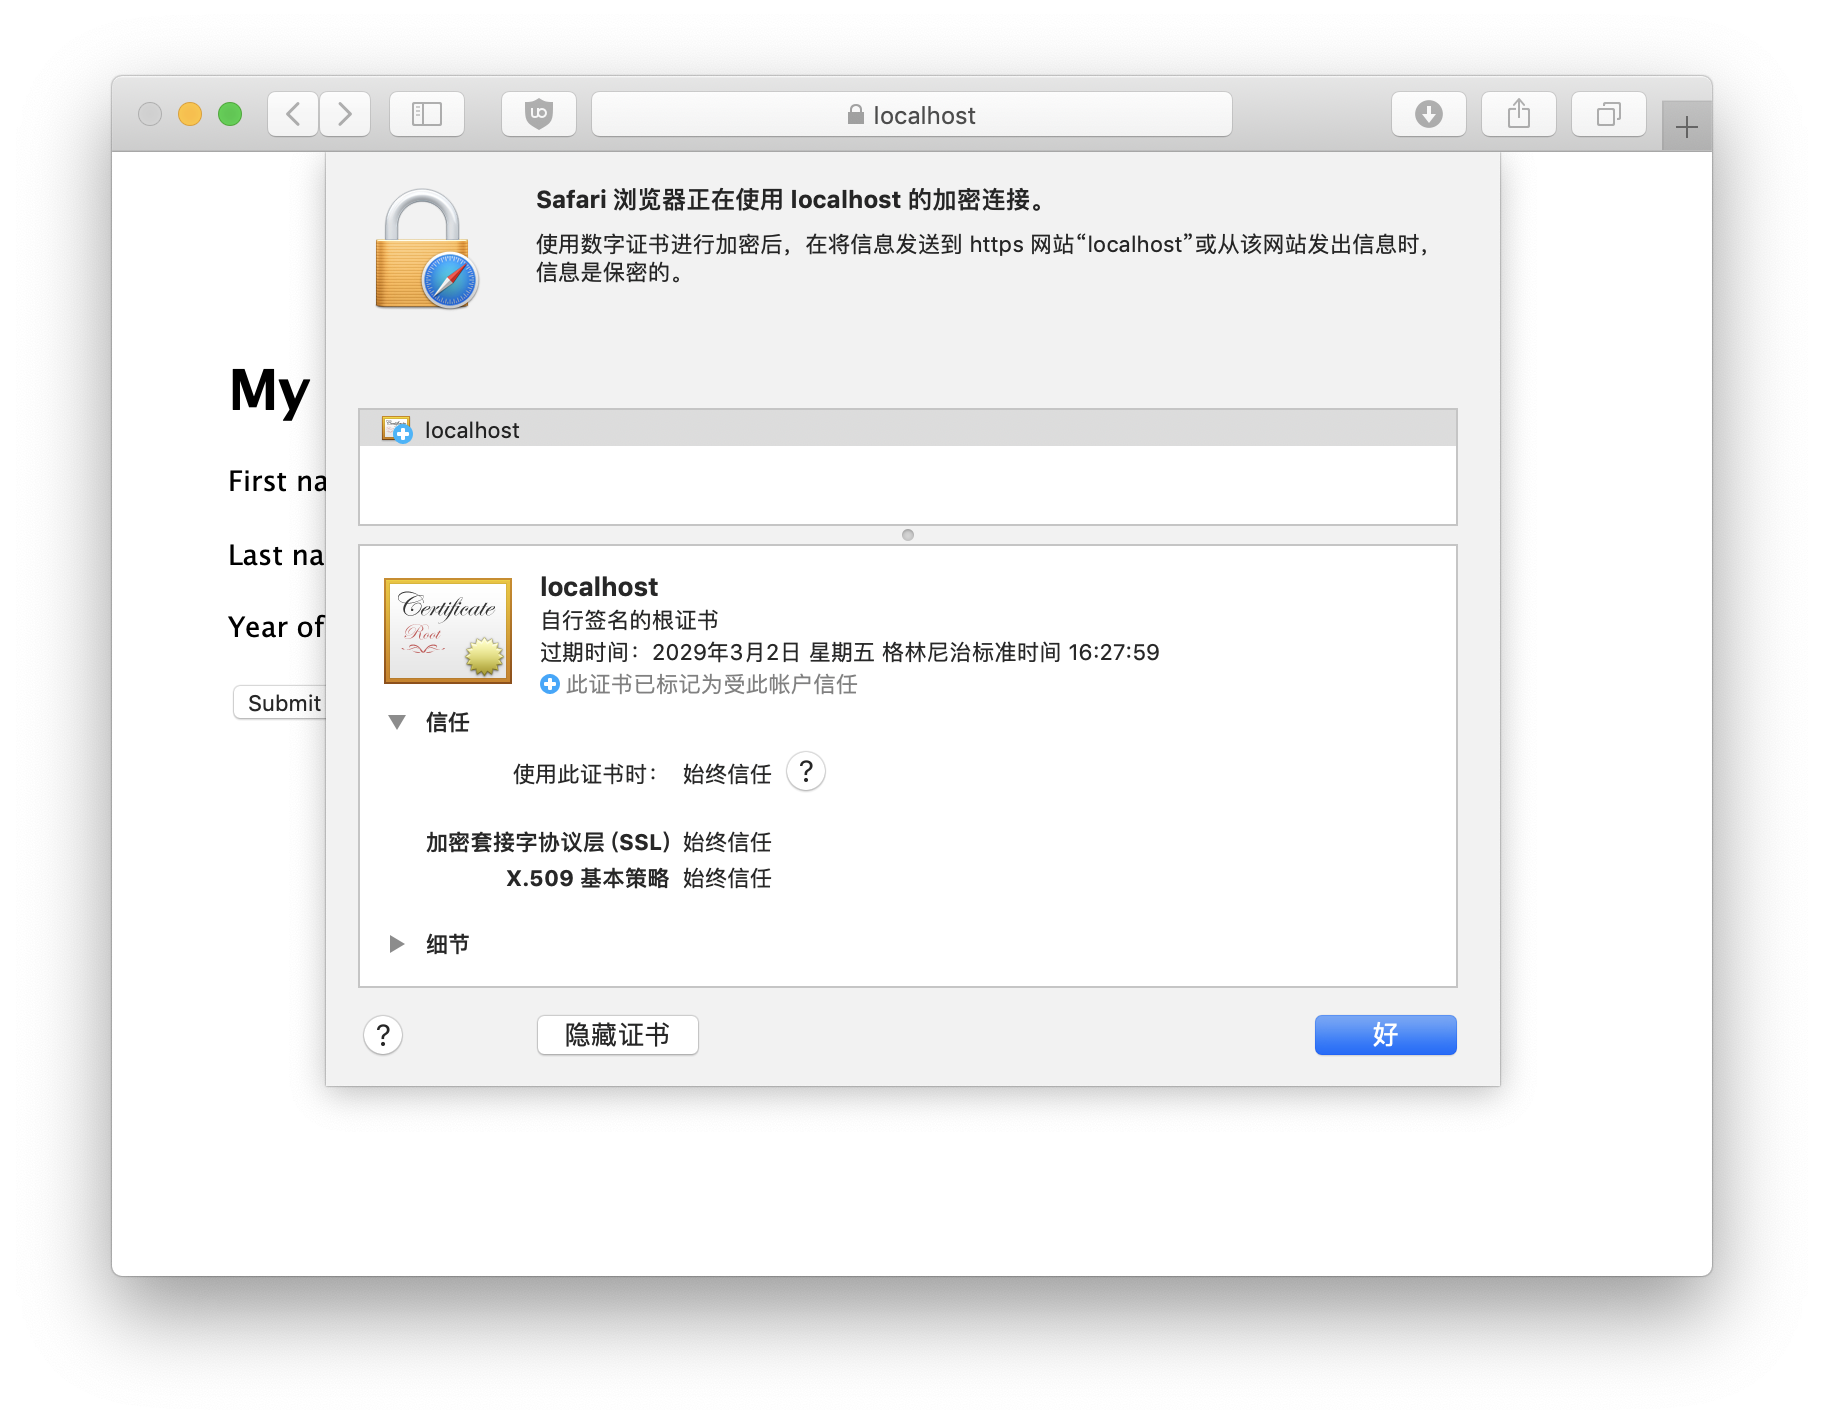 localhost
Safari 浏览器正在使用 localhost 的加密连接。
使用数字证书进行加密后，在将信息发送到 https 网站“localhost”或从该网站发出信息时，
信息是保密的。
My
First na
Last na
Year of
Submit
localhost
Certificate
Root
localhost
自行签名的根证书
过期时间：2029年3月2日 星期五 格林尼治标准时间 16:27:59
此证书已标记为受此帐户信任
信任
使用此证书时： 始终信任 ?
加密套接字协议层 (SSL) 始终信任
X.509 基本策略 始终信任
细节
? 隐藏证书 好